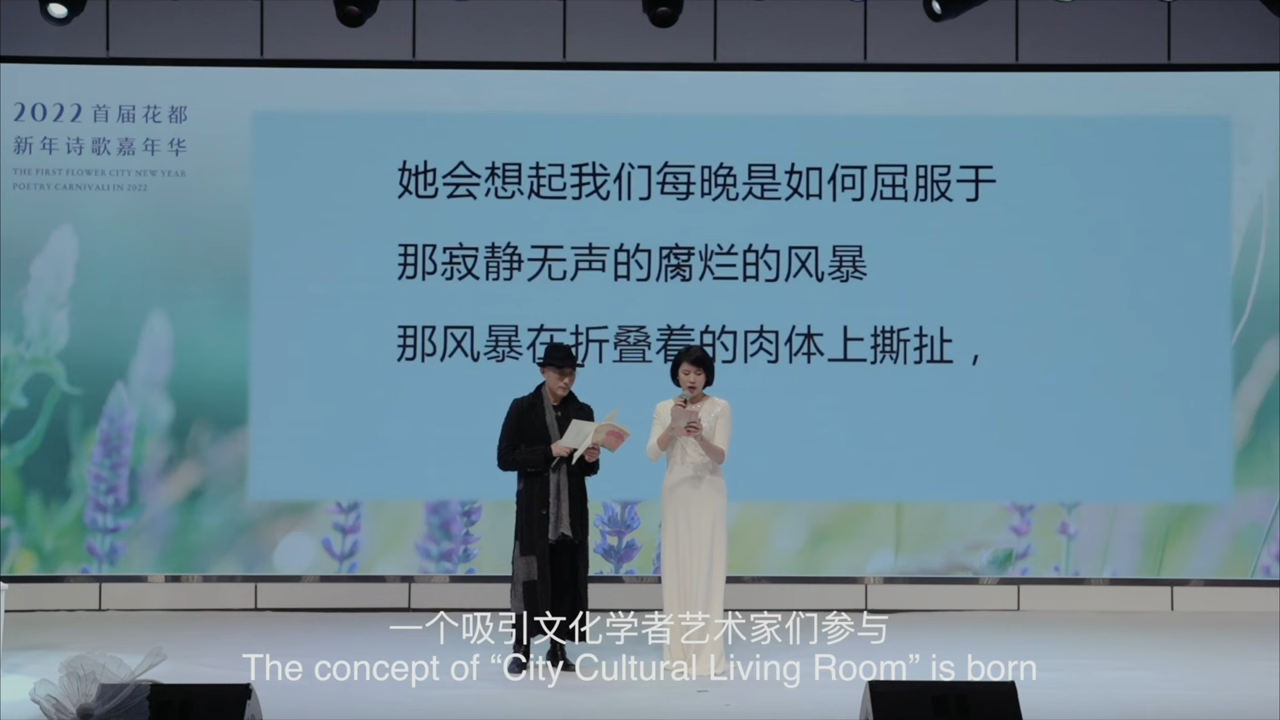 2022首届花都
新年诗歌嘉年华
THE FIRST FLOWER CITY NEW YEAR
POETRY CARNIVALI IN 2022
她会想起我们每晚是如何屈服于
那寂静无声的腐烂的风暴
那风暴在折叠着的肉体上撕扯，
一个吸引文化学者艺术家们参与
The concept of “City Cultural Living Room” is born